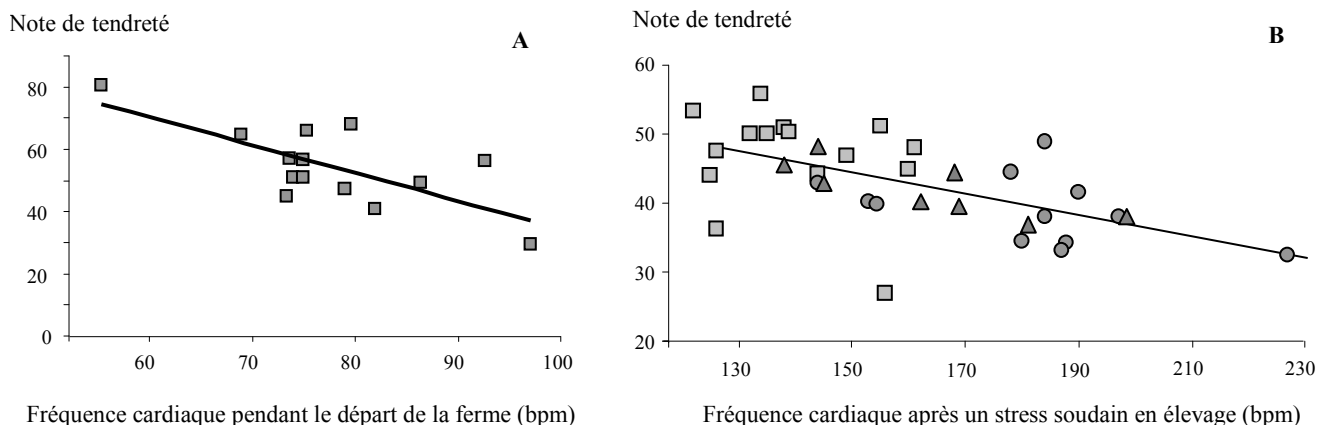 Note de tendreté
A
80
60
40
20
0
60 70 80 90 100
Fréquence cardiaque pendant le départ de la ferme (bpm)
Note de tendreté
B
60
50
40
30
20
130 150 170 190 210 230
Fréquence cardiaque après un stress soudain en élevage (bpm)